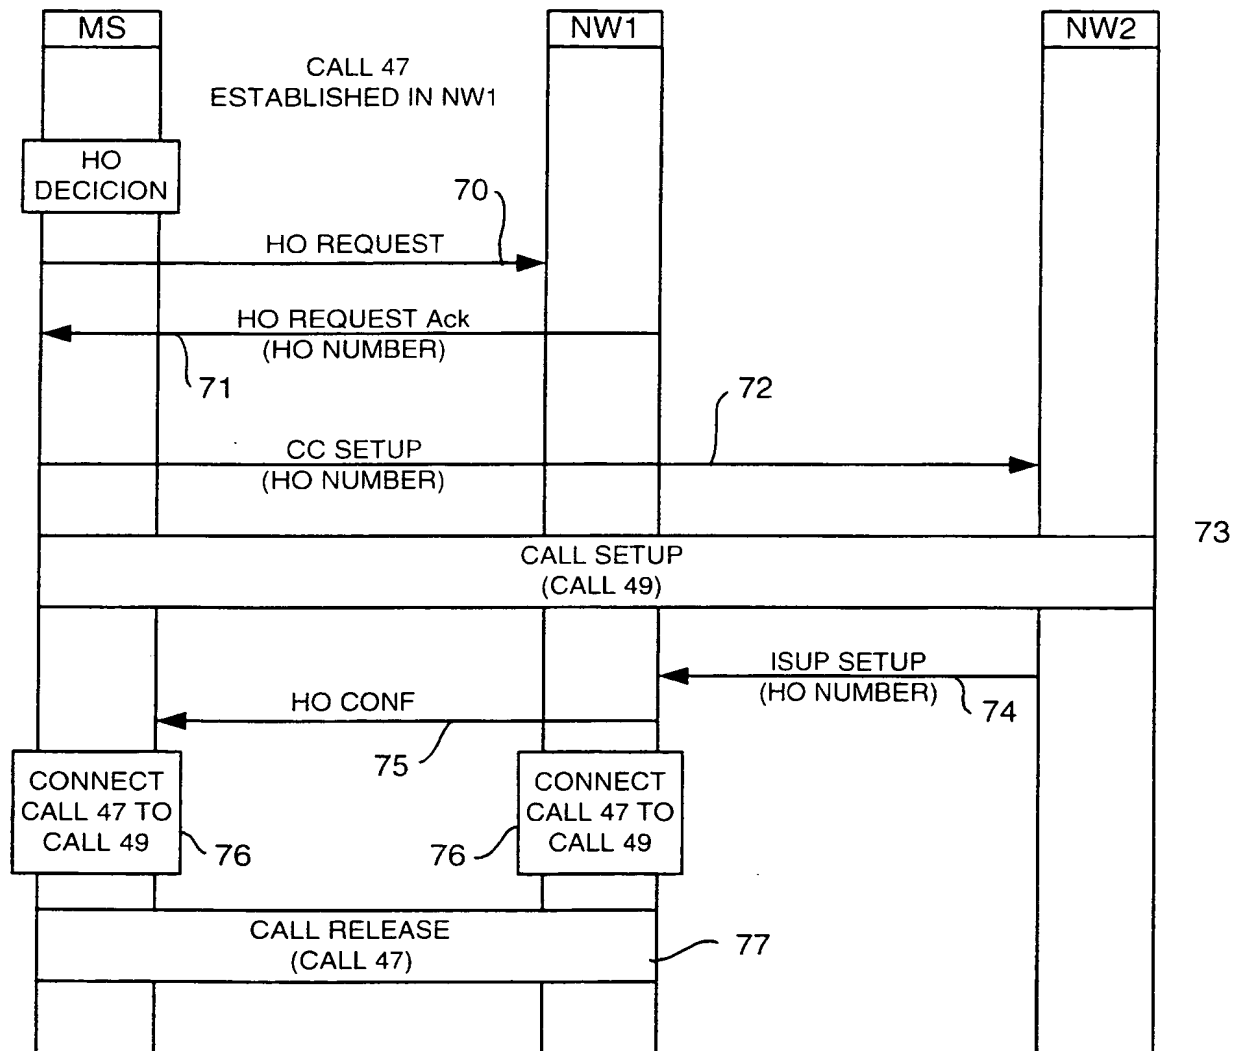 MS
NW1
NW2
CALL 47
ESTABLISHED IN NW1
HO
DECICION
70
HO REQUEST
HO REQUEST Ack
(HO NUMBER)
71
72
CC SETUP
(HO NUMBER)
73
CALL SETUP
(CALL 49)
ISUP SETUP
(HO NUMBER)
74
HO CONF
75
CONNECT
CALL 47 TO
CALL 49
76
CONNECT
CALL 47 TO
CALL 49
76
CALL RELEASE
(CALL 47)
77